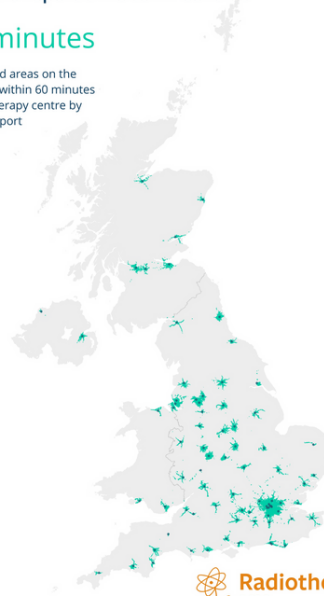 minutes
d areas on the
within 60 minutes
erapy centre by
port
Radiothe